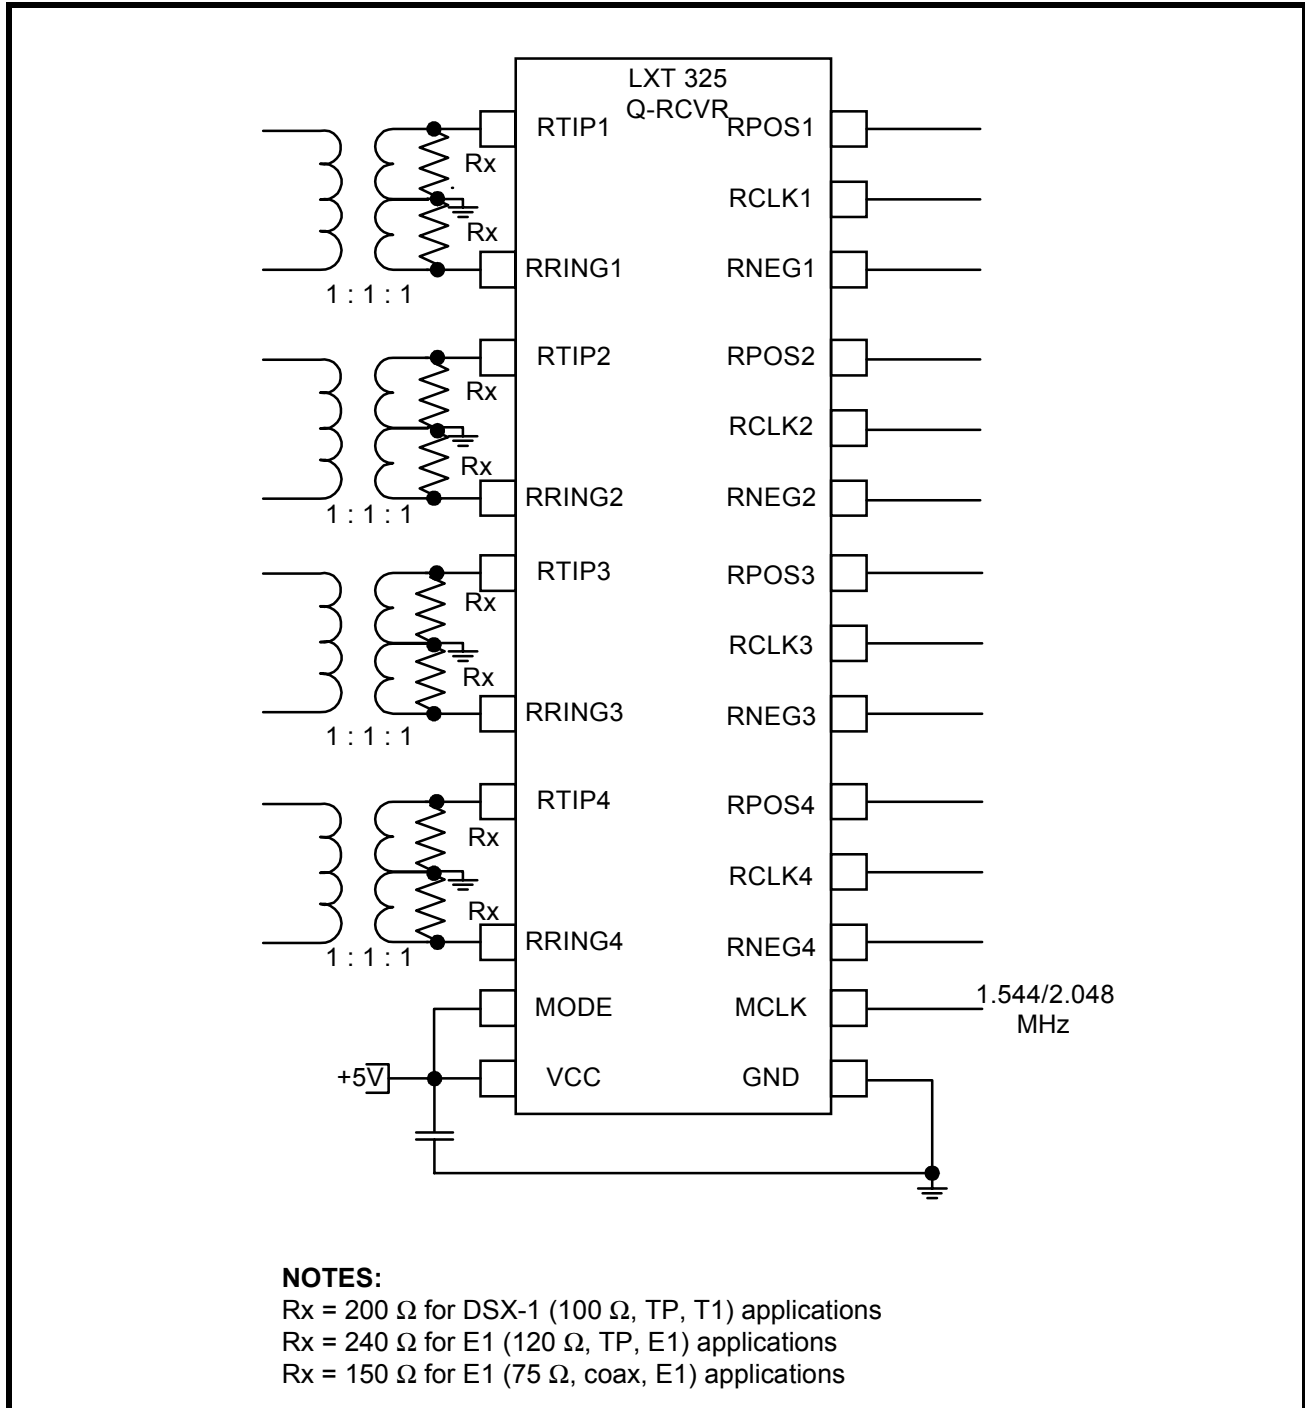 LXT 325
Q-RCVR
RTIP1
RPOS1
Rx
RCLK1
Rx
RRING1
RNEG1
1 : 1 : 1
RTIP2
RPOS2
Rx
RCLK2
Rx
RRING2
RNEG2
1 : 1 : 1
RTIP3
RPOS3
Rx
RCLK3
Rx
RRING3
RNEG3
1 : 1 : 1
RTIP4
RPOS4
Rx
RCLK4
Rx
RRING4
RNEG4
1 : 1 : 1
MODE
MCLK
1.544/2.048
MHz
+5V
VCC
GND
NOTES:
Rx = 200 Ω for DSX-1 (100 Ω, TP, T1) applications
Rx = 240 Ω for E1 (120 Ω, TP, E1) applications
Rx = 150 Ω for E1 (75 Ω, coax, E1) applications